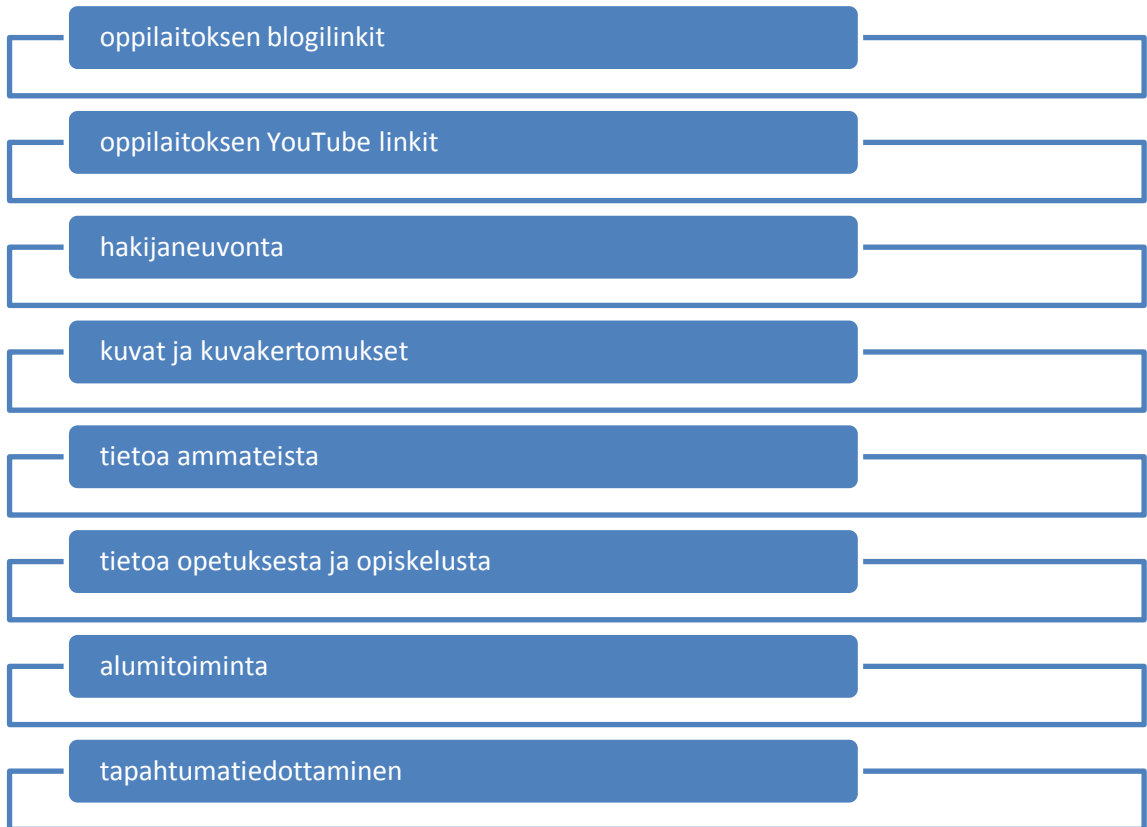 oppilaitoksen blogilinkit
oppilaitoksen YouTube linkit
hakijaneuvonta
kuvat ja kuvakertomukset
tietoa ammateista
tietoa opetuksesta ja opiskelusta
alumitoiminta
tapahtumatiedottaminen